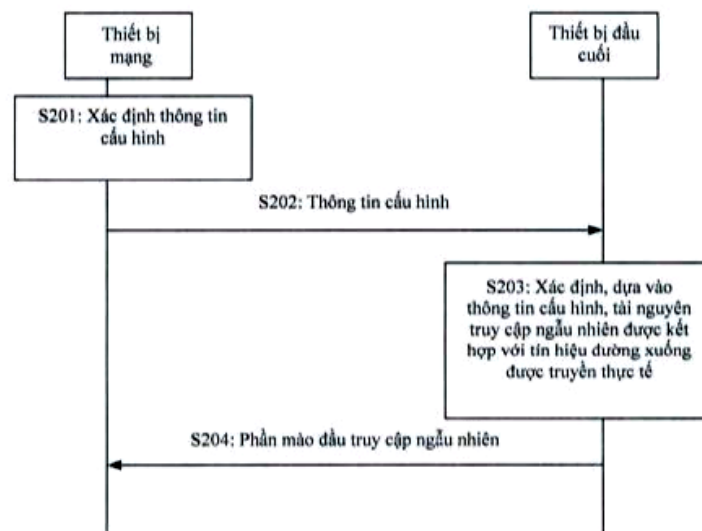 Thiết bị
mạng
Thiết bị đầu
cuối
S201: Xác định thông tin
cấu hình
S202: Thông tin cấu hình
S203: Xác định, dựa vào
thông tin cấu hình, tài nguyên
truy cập ngẫu nhiên được kết
hợp với tín hiệu đường xuống
được truyền thực tế
S204: Phần mào đầu truy cập ngẫu nhiên